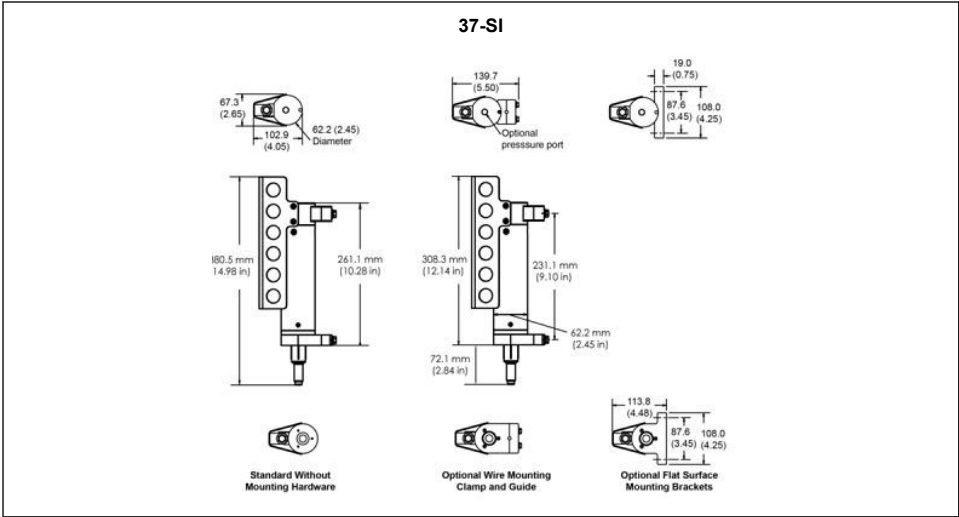 37-SI
67.3
(2.65)
102.9
(4.05)
62.2 (2.45)
Diameter
139.7
(5.50)
Optional
presssure port
19.0
(0.75)
87.6
(3.45)
108.0
(4.25)
380.5 mm
14.98 in)
261.1 mm
(10.28 in)
308.3 mm
(12.14 in)
231.1 mm
(9.10 in)
62.2 mm
(2.45 in)
72.1 mm
(2.84 in)
113.8
(4.48)
87.6
(3.45)
108.0
(4.25)
Standard Without
Mounting Hardware
Optional Wire Mounting
Clamp and Guide
Optional Flat Surface
Mounting Brackets